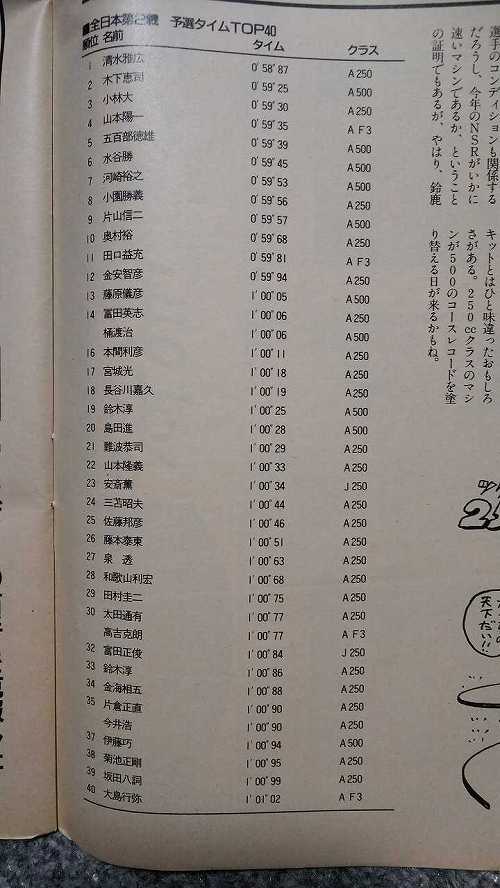 ■全日本第2戦 予選タイムTOP40
順位 名前 タイム クラス
1 清水雅広 0'58"87 A250
2 木下恵司 0'59"25 A500
3 小林大 0'59"30 A250
4 山本陽一 0'59"35 A F3
5 五百部徳雄 0'59"39 A500
6 水谷勝 0'59"45 A500
7 河崎裕之 0'59"53 A500
8 小園勝義 0'59"56 A250
9 片山信二 0'59"57 A500
10 奥村裕 0'59"68 A250
11 田口益充 0'59"81 A F3
12 金安智彦 0'59"94 A250
13 藤原儀彦 1'00"05 A500
14 冨田英志 1'00"06 A250
樋渡治 1'00"06 A500
16 本間利彦 1'00"11 A250
17 宮城光 1'00"18 A250
18 長谷川嘉久 1'00"19 A250
19 鈴木淳 1'00"25 A500
20 島田進 1'00"28 A500
21 難波恭司 1'00"29 A250
22 山本隆義 1'00"33 A250
23 安斎薫 1'00"34 J250
24 三苫昭夫 1'00"44 A250
25 佐藤邦彦 1'00"46 A250
26 藤本泰東 1'00"51 A250
27 泉 透 1'00"63 A250
28 和歌山利宏 1'00"68 A250
29 田村圭二 1'00"75 A250
30 太田通有 1'00"77 A250
高吉克朗 1'00"77 A F3
32 富田正俊 1'00"84 J250
33 鈴木淳 1'00"86 A250
34 金海相五 1'00"88 A250
35 片倉正直 1'00"90 A250
今井浩 1'00"90 A250
37 伊藤巧 1'00"94 A500
38 菊池正剛 1'00"95 A250
39 坂田八詞 1'00"99 A250
40 大島行弥 1'01"02 A F3
選手のコンディションも関係する
だろうし、今年のNSRがいかに
速いマシンであるか、ということ
の証明でもあるが、やはり、鈴鹿
キットとはひと味違ったおもしろ
さがある。250ccクラスのマシ
ンが500のコースレコードを塗
り替える日が来るかもね。
天下だい!!